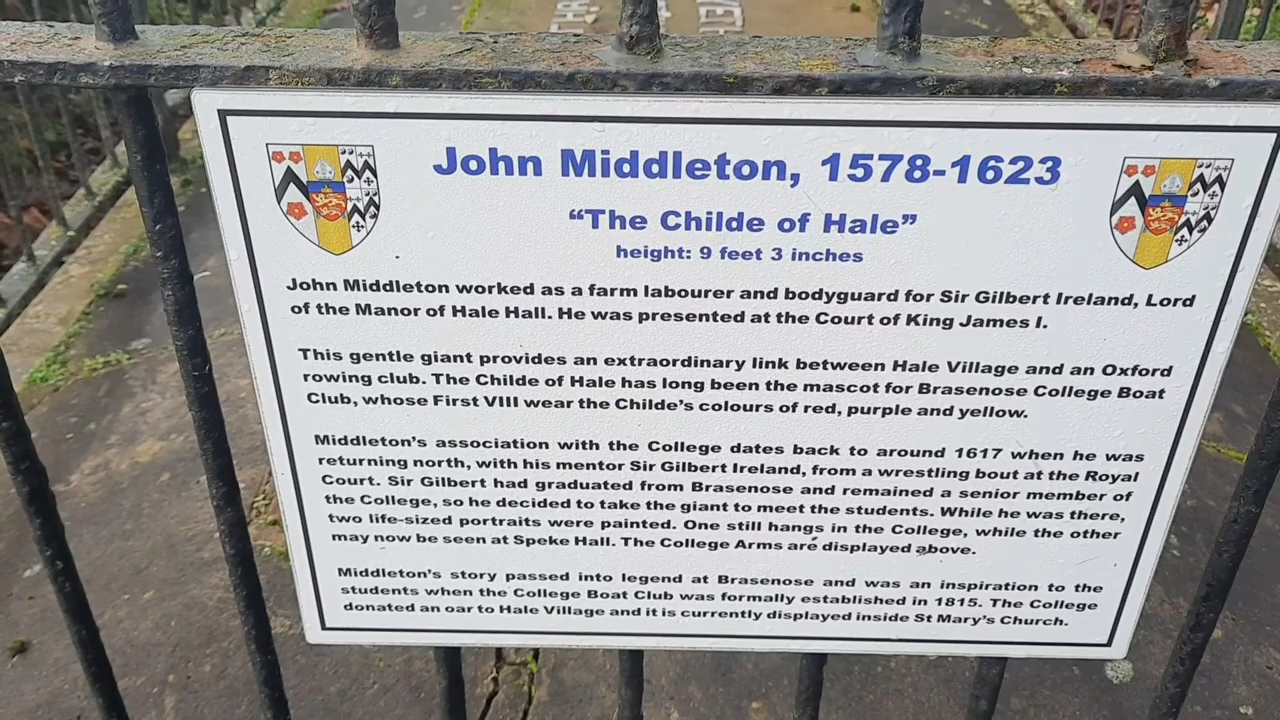 John Middleton, 1578-1623
“The Childe of Hale”
height: 9 feet 3 inches
John Middleton worked as a farm labourer and bodyguard for Sir Gilbert Ireland, Lord
of the Manor of Hale Hall. He was presented at the Court of King James I.
This gentle giant provides an extraordinary link between Hale Village and an Oxford
rowing club. The Childe of Hale has long been the mascot for Brasenose College Boat
Club, whose First VIII wear the Childe’s colours of red, purple and yellow.
Middleton’s association with the College dates back to around 1617 when he was
returning north, with his mentor Sir Gilbert Ireland, from a wrestling bout at the Royal
Court. Sir Gilbert had graduated from Brasenose and remained a senior member of
the College, so he decided to take the giant to meet the students. While he was there,
two life-sized portraits were painted. One still hangs in the College, while the other
may now be seen at Speke Hall. The College Arms are displayed above.
Middleton’s story passed into legend at Brasenose and was an inspiration to the
students when the College Boat Club was formally established in 1815. The College
donated an oar to Hale Village and it is currently displayed inside St Mary’s Church.